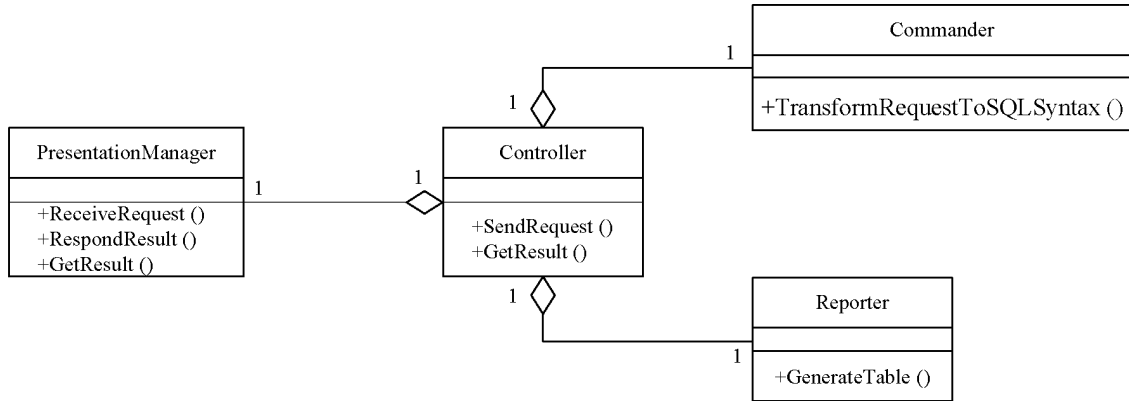 Commander
1
+TransformRequestToSQLSyntax ()
1
PresentationManager
Controller
1
1
+ReceiveRequest ()
+RespondResult ()
+GetResult ()
+SendRequest ()
+GetResult ()
1
Reporter
1
+GenerateTable ()